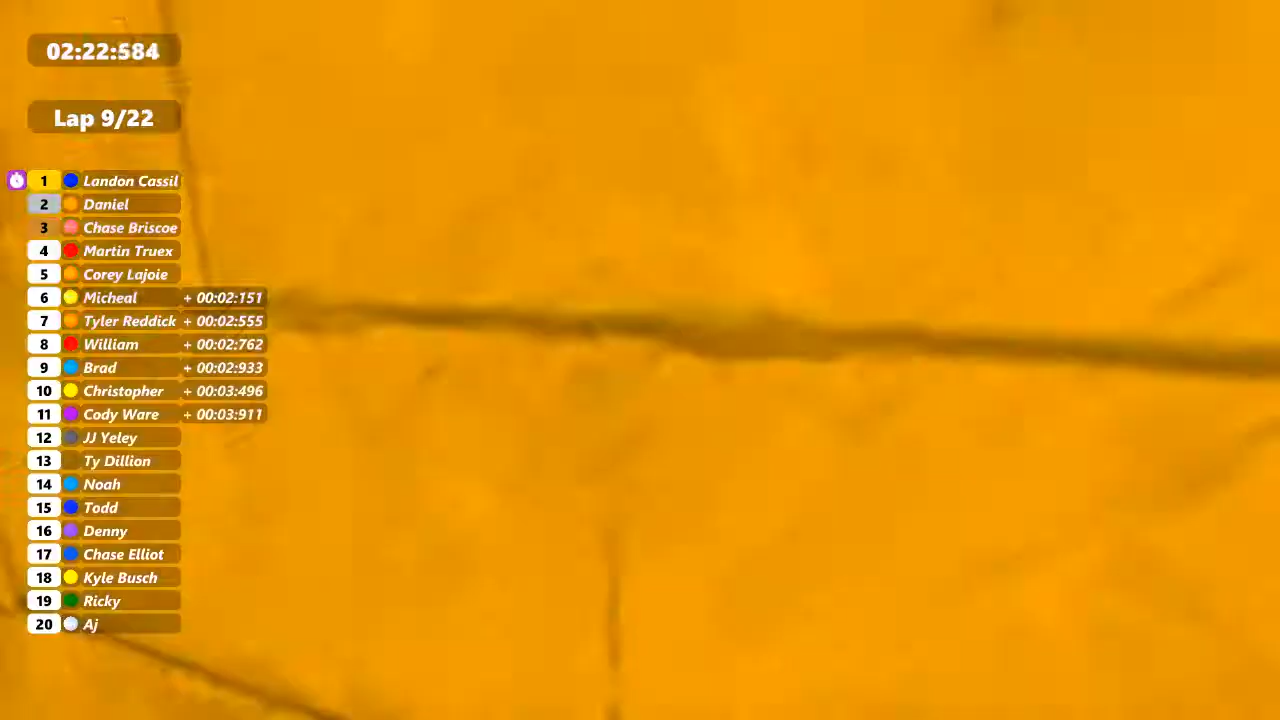 02:22:584
Lap 9/22
1 Landon Cassil
2 Daniel
3 Chase Briscoe
4 Martin Truex
5 Corey Lajoie
6 Micheal + 00:02:151
7 Tyler Reddick + 00:02:555
8 William + 00:02:762
9 Brad + 00:02:933
10 Christopher + 00:03:496
11 Cody Ware + 00:03:911
12 JJ Yeley
13 Ty Dillion
14 Noah
15 Todd
16 Denny
17 Chase Elliot
18 Kyle Busch
19 Ricky
20 Aj